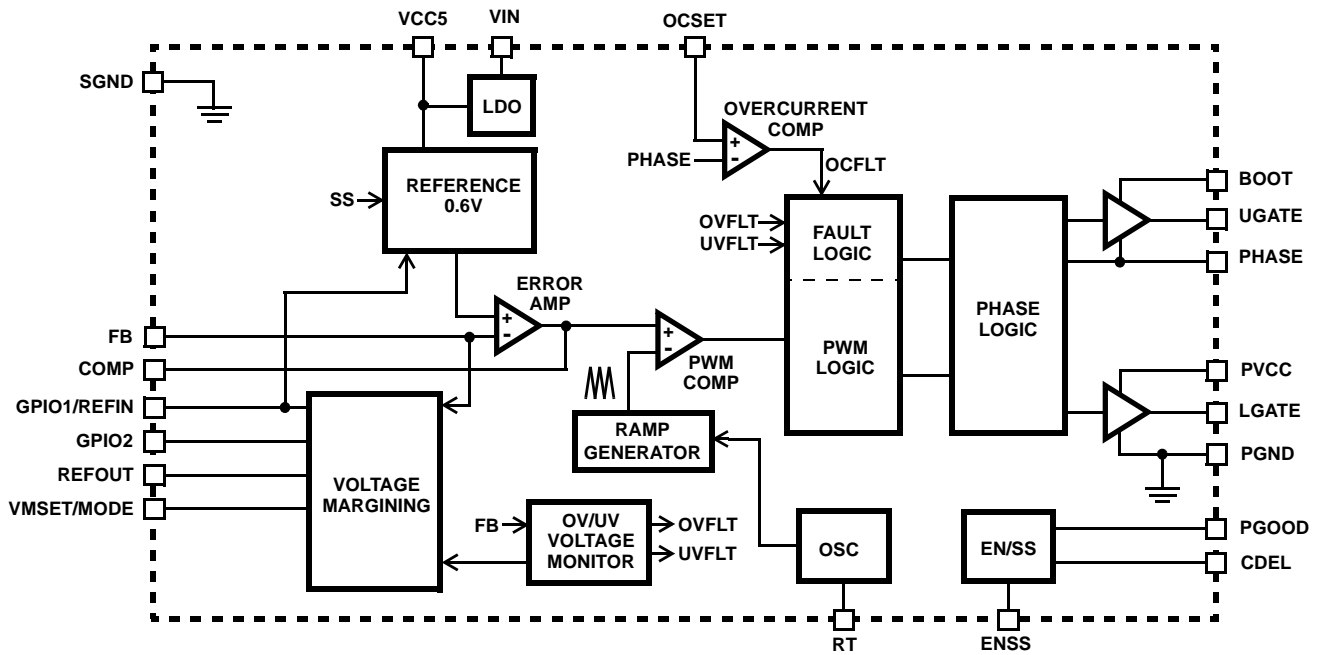 VCC5
VIN
OCSET
SGND
LDO
OVERCURRENT
COMP
+
-
PHASE
OCFLT
REFERENCE
0.6V
SS
OVFLT
UVFLT
FAULT
LOGIC
BOOT
UGATE
PHASE
ERROR
AMP
+
-
FB
COMP
GPIO1/REFIN
GPIO2
REFOUT
VMSET/MODE
+
-
PWM
COMP
PWM
LOGIC
PHASE
LOGIC
PVCC
LGATE
PGND
RAMP
GENERATOR
VOLTAGE
MARGINING
FB
OV/UV
VOLTAGE
MONITOR
OVFLT
UVFLT
OSC
EN/SS
PGOOD
CDEL
RT
ENSS